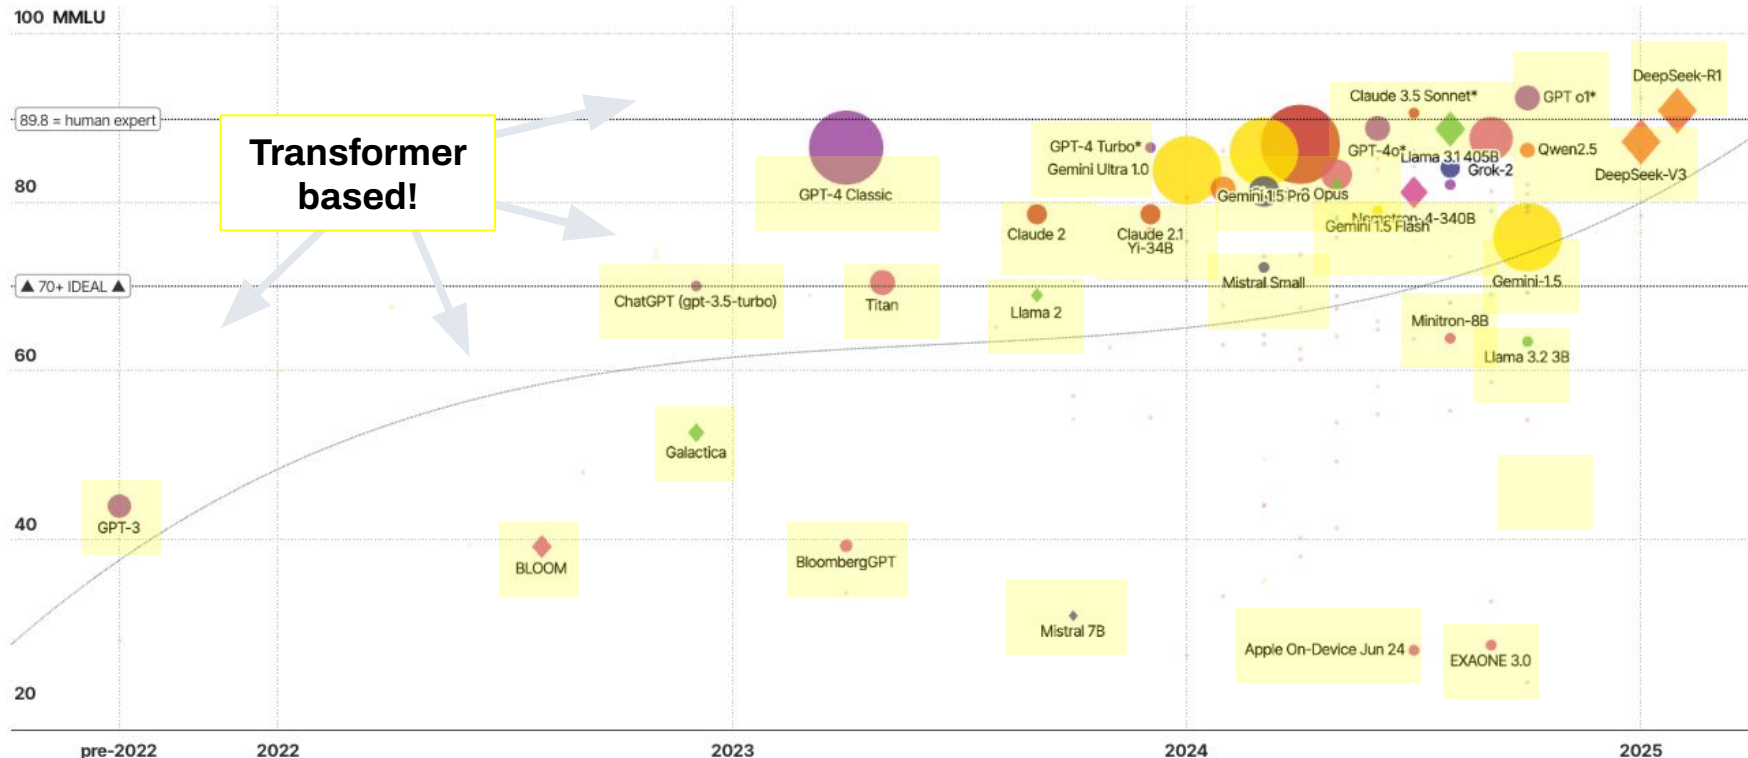 100 MMLU
DeepSeek-R1
Claude 3.5 Sonnet*
GPT o1*
89.8 = human expert
Transformer
based!
GPT-4 Turbo*
GPT-4o*
Llama 3.1 405B
Qwen2.5
Gemini Ultra 1.0
Grok-2
DeepSeek-V3
80
GPT-4 Classic
Gemini 1.5 Pro
Opus
Nemotron-4-340B
Gemini 1.5 Flash
Claude 2
Claude 2.1
Yi-34B
▲ 70+ IDEAL ▲
ChatGPT (gpt-3.5-turbo)
Titan
Llama 2
Mistral Small
Gemini-1.5
Minitron-8B
60
Llama 3.2 3B
Galactica
40
GPT-3
BLOOM
BloombergGPT
Mistral 7B
Apple On-Device Jun 24
EXAONE 3.0
20
pre-2022
2022
2023
2024
2025